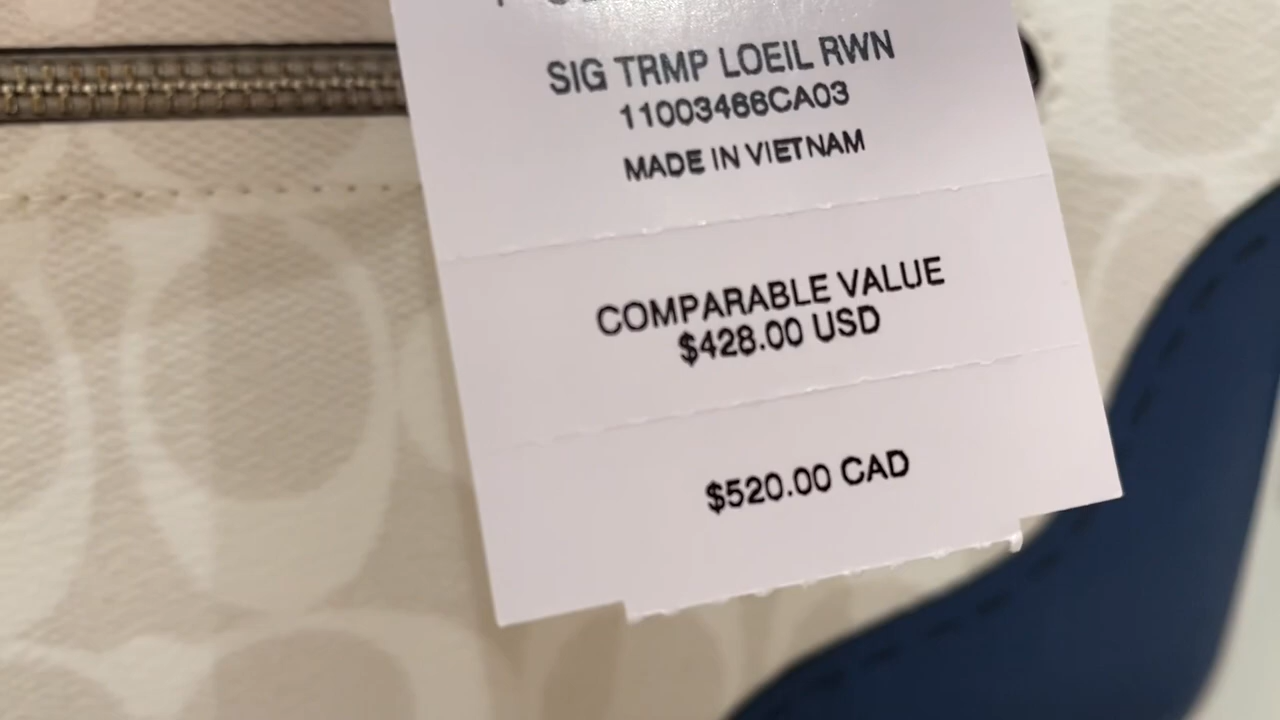 SIG TRMP LOEIL RWN
11003466CA03
MADE IN VIETNAM
COMPARABLE VALUE
$428.00 USD
$520.00 CAD